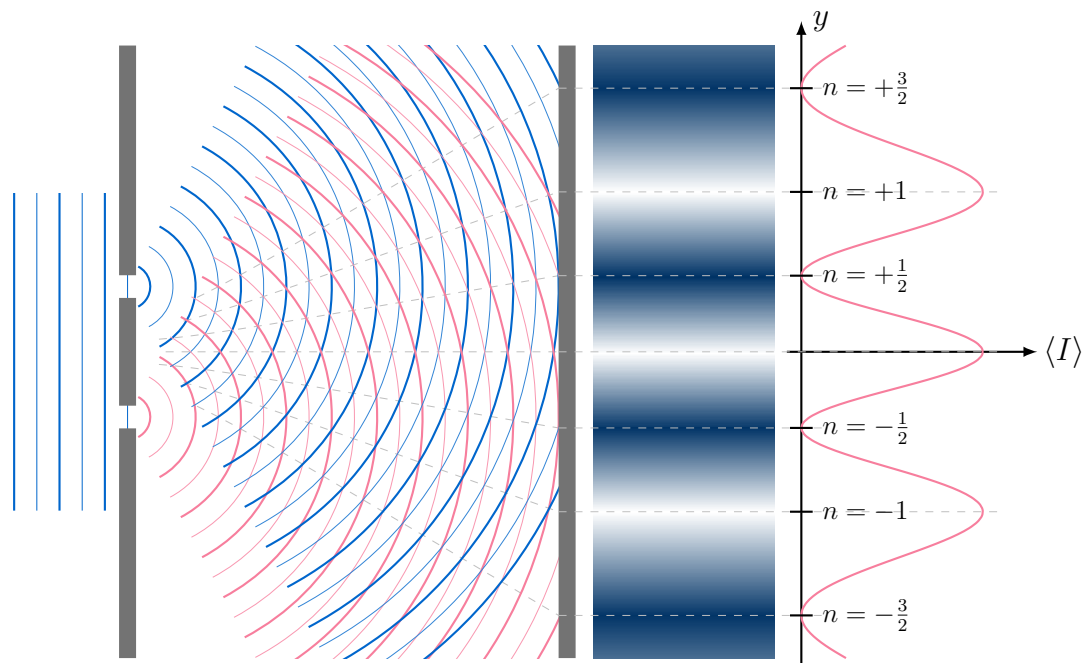 y
n = +3/2
n = +1
n = +1/2
⟨I⟩
n = −1/2
n = −1
n = −3/2